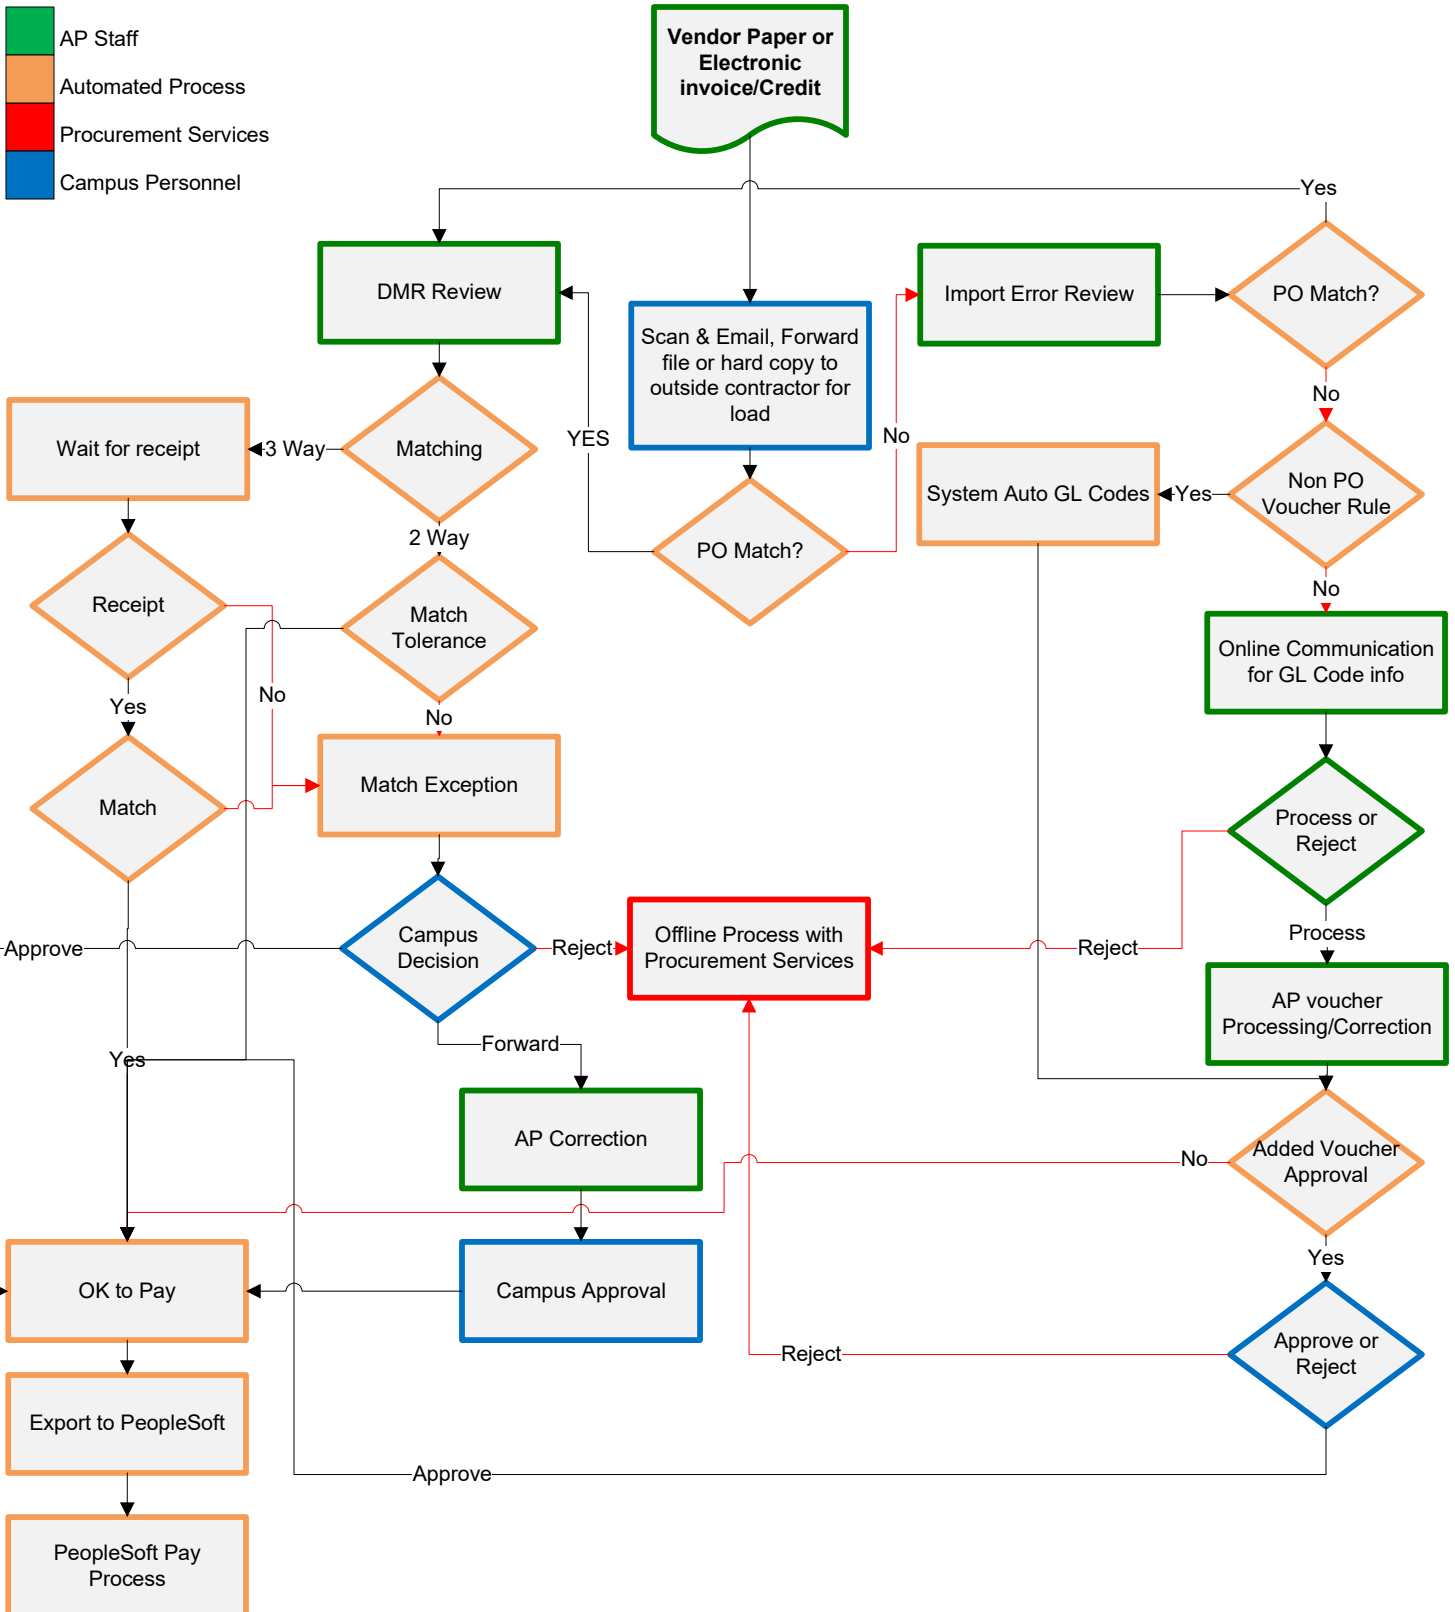 AP Staff
Automated Process
Procurement Services
Campus Personnel
Vendor Paper or
Electronic
invoice/Credit
Yes
DMR Review
Import Error Review
PO Match?
Scan & Email, Forward
file or hard copy to
outside contractor for
load
No
Wait for receipt
3 Way
Matching
YES
No
System Auto GL Codes
Yes
Non PO
Voucher Rule
2 Way
PO Match?
No
Receipt
Match
Tolerance
Online Communication
for GL Code info
No
Yes
No
Match
Match Exception
Process or
Reject
Approve
Campus
Decision
Reject
Offline Process with
Procurement Services
Reject
Process
AP voucher
Processing/Correction
Yes
Forward
AP Correction
No
Added Voucher
Approval
OK to Pay
Campus Approval
Yes
Reject
Approve or
Reject
Export to PeopleSoft
Approve
PeopleSoft Pay
Process